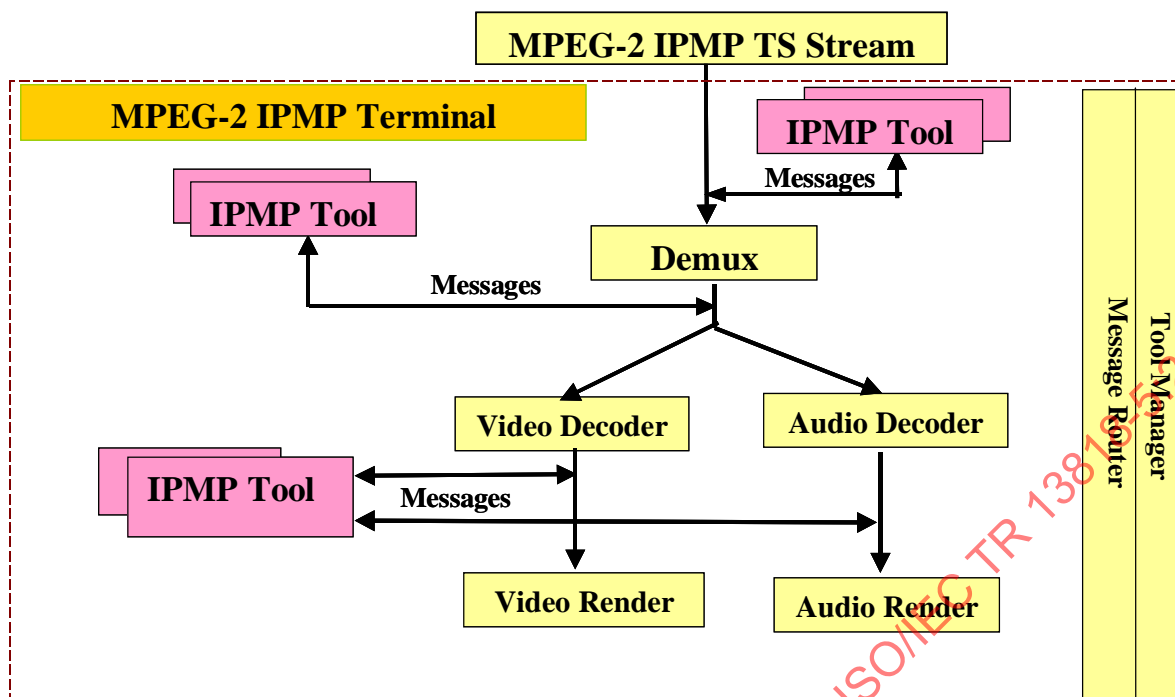 MPEG-2 IPMP TS Stream
MPEG-2 IPMP Terminal
IPMP Tool
Messages
IPMP Tool
Demux
Messages
Video Decoder
Audio Decoder
IPMP Tool
Messages
Video Render
Audio Render
Tool Manager
Message Router
ISO/IEC TR 13818-5: